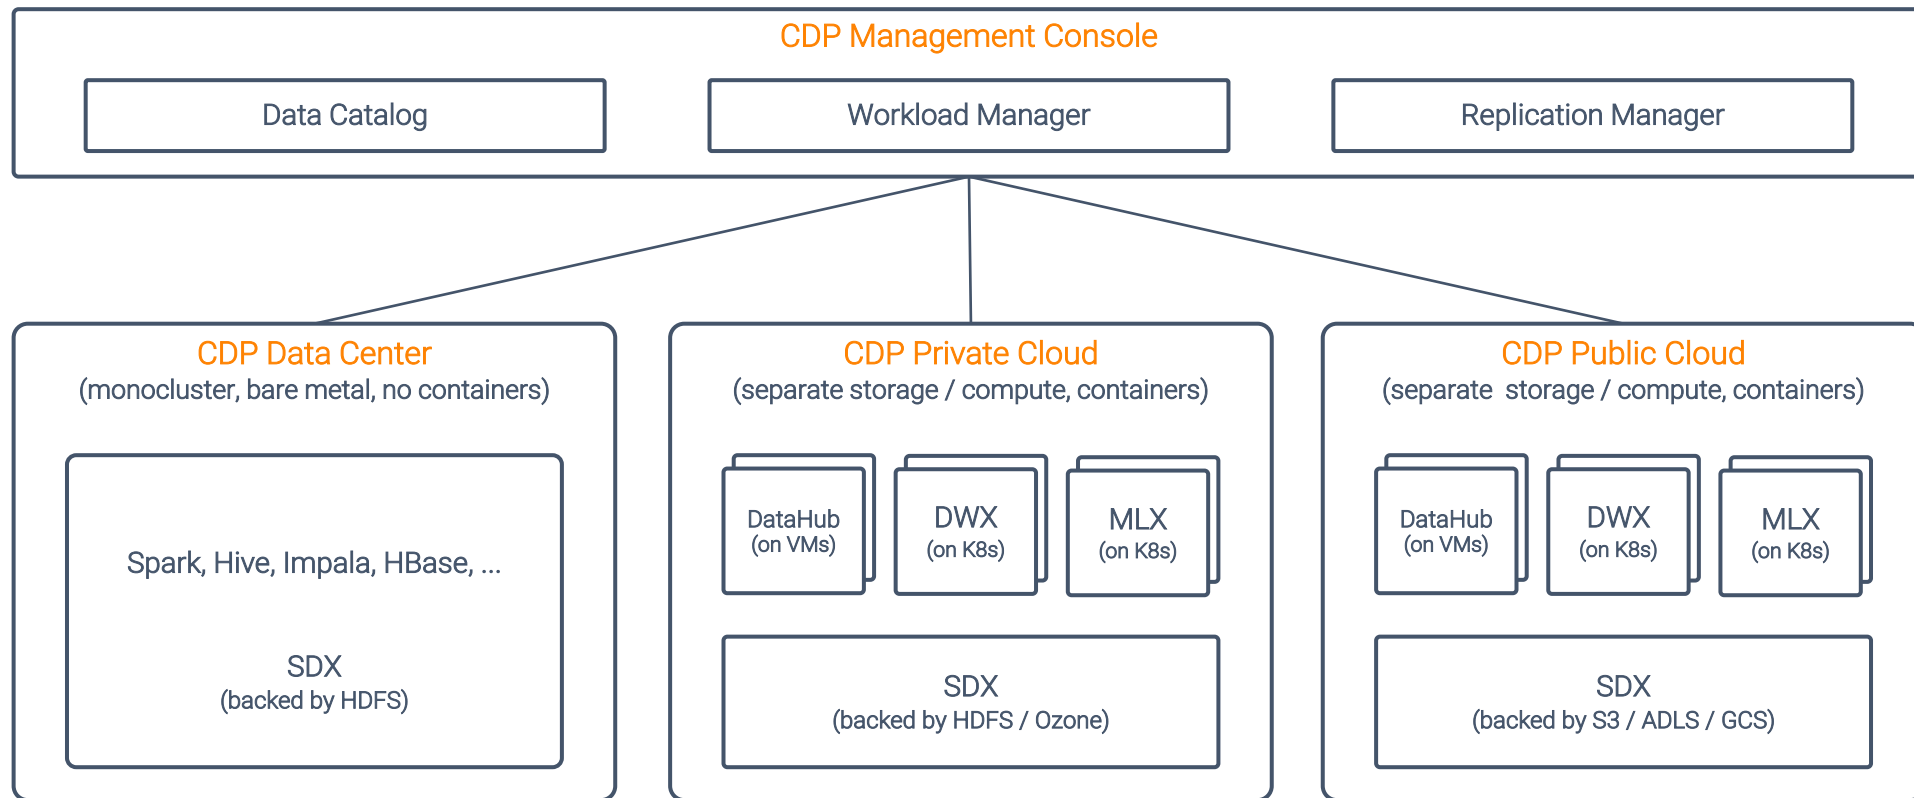 CDP Management Console
Data Catalog
Workload Manager
Replication Manager
CDP Data Center
(monocluster, bare metal, no containers)
Spark, Hive, Impala, HBase, ...
SDX
(backed by HDFS)
CDP Private Cloud
(separate storage / compute, containers)
DataHub
(on VMs)
DWX
(on K8s)
MLX
(on K8s)
SDX
(backed by HDFS / Ozone)
CDP Public Cloud
(separate  storage / compute, containers)
DataHub
(on VMs)
DWX
(on K8s)
MLX
(on K8s)
SDX
(backed by S3 / ADLS / GCS)